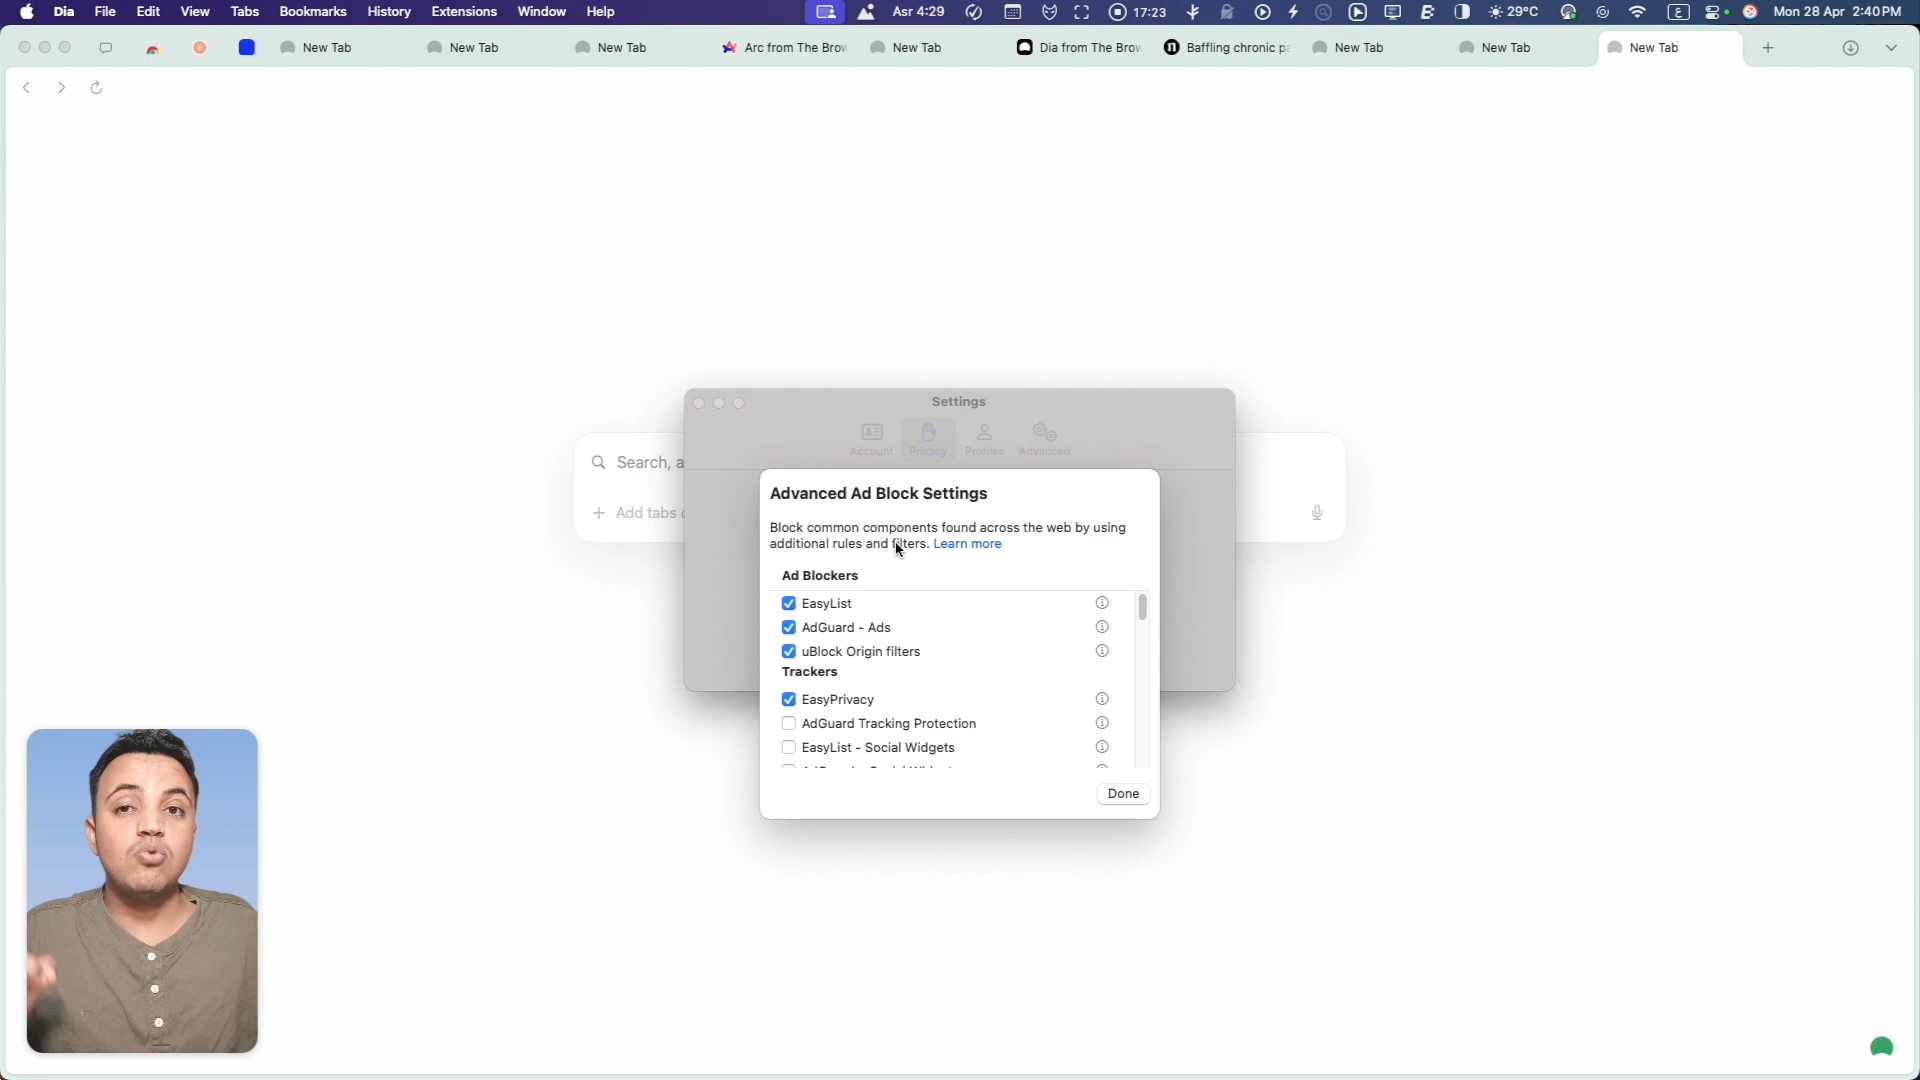 Dia File Edit View Tabs Bookmarks History Extensions Window Help Asr 4:29 17:23 29°C ع Mon 28 Apr 2:40 PM
New Tab New Tab New Tab Arc from The Brow New Tab Dia from The Brow Baffling chronic pa New Tab New Tab New Tab
Settings
Account Privacy Profiles Advanced
Search, a
Add tabs
Advanced Ad Block Settings
Block common components found across the web by using
additional rules and filters. Learn more
Ad Blockers
EasyList
AdGuard - Ads
uBlock Origin filters
Trackers
EasyPrivacy
AdGuard Tracking Protection
EasyList - Social Widgets
Done